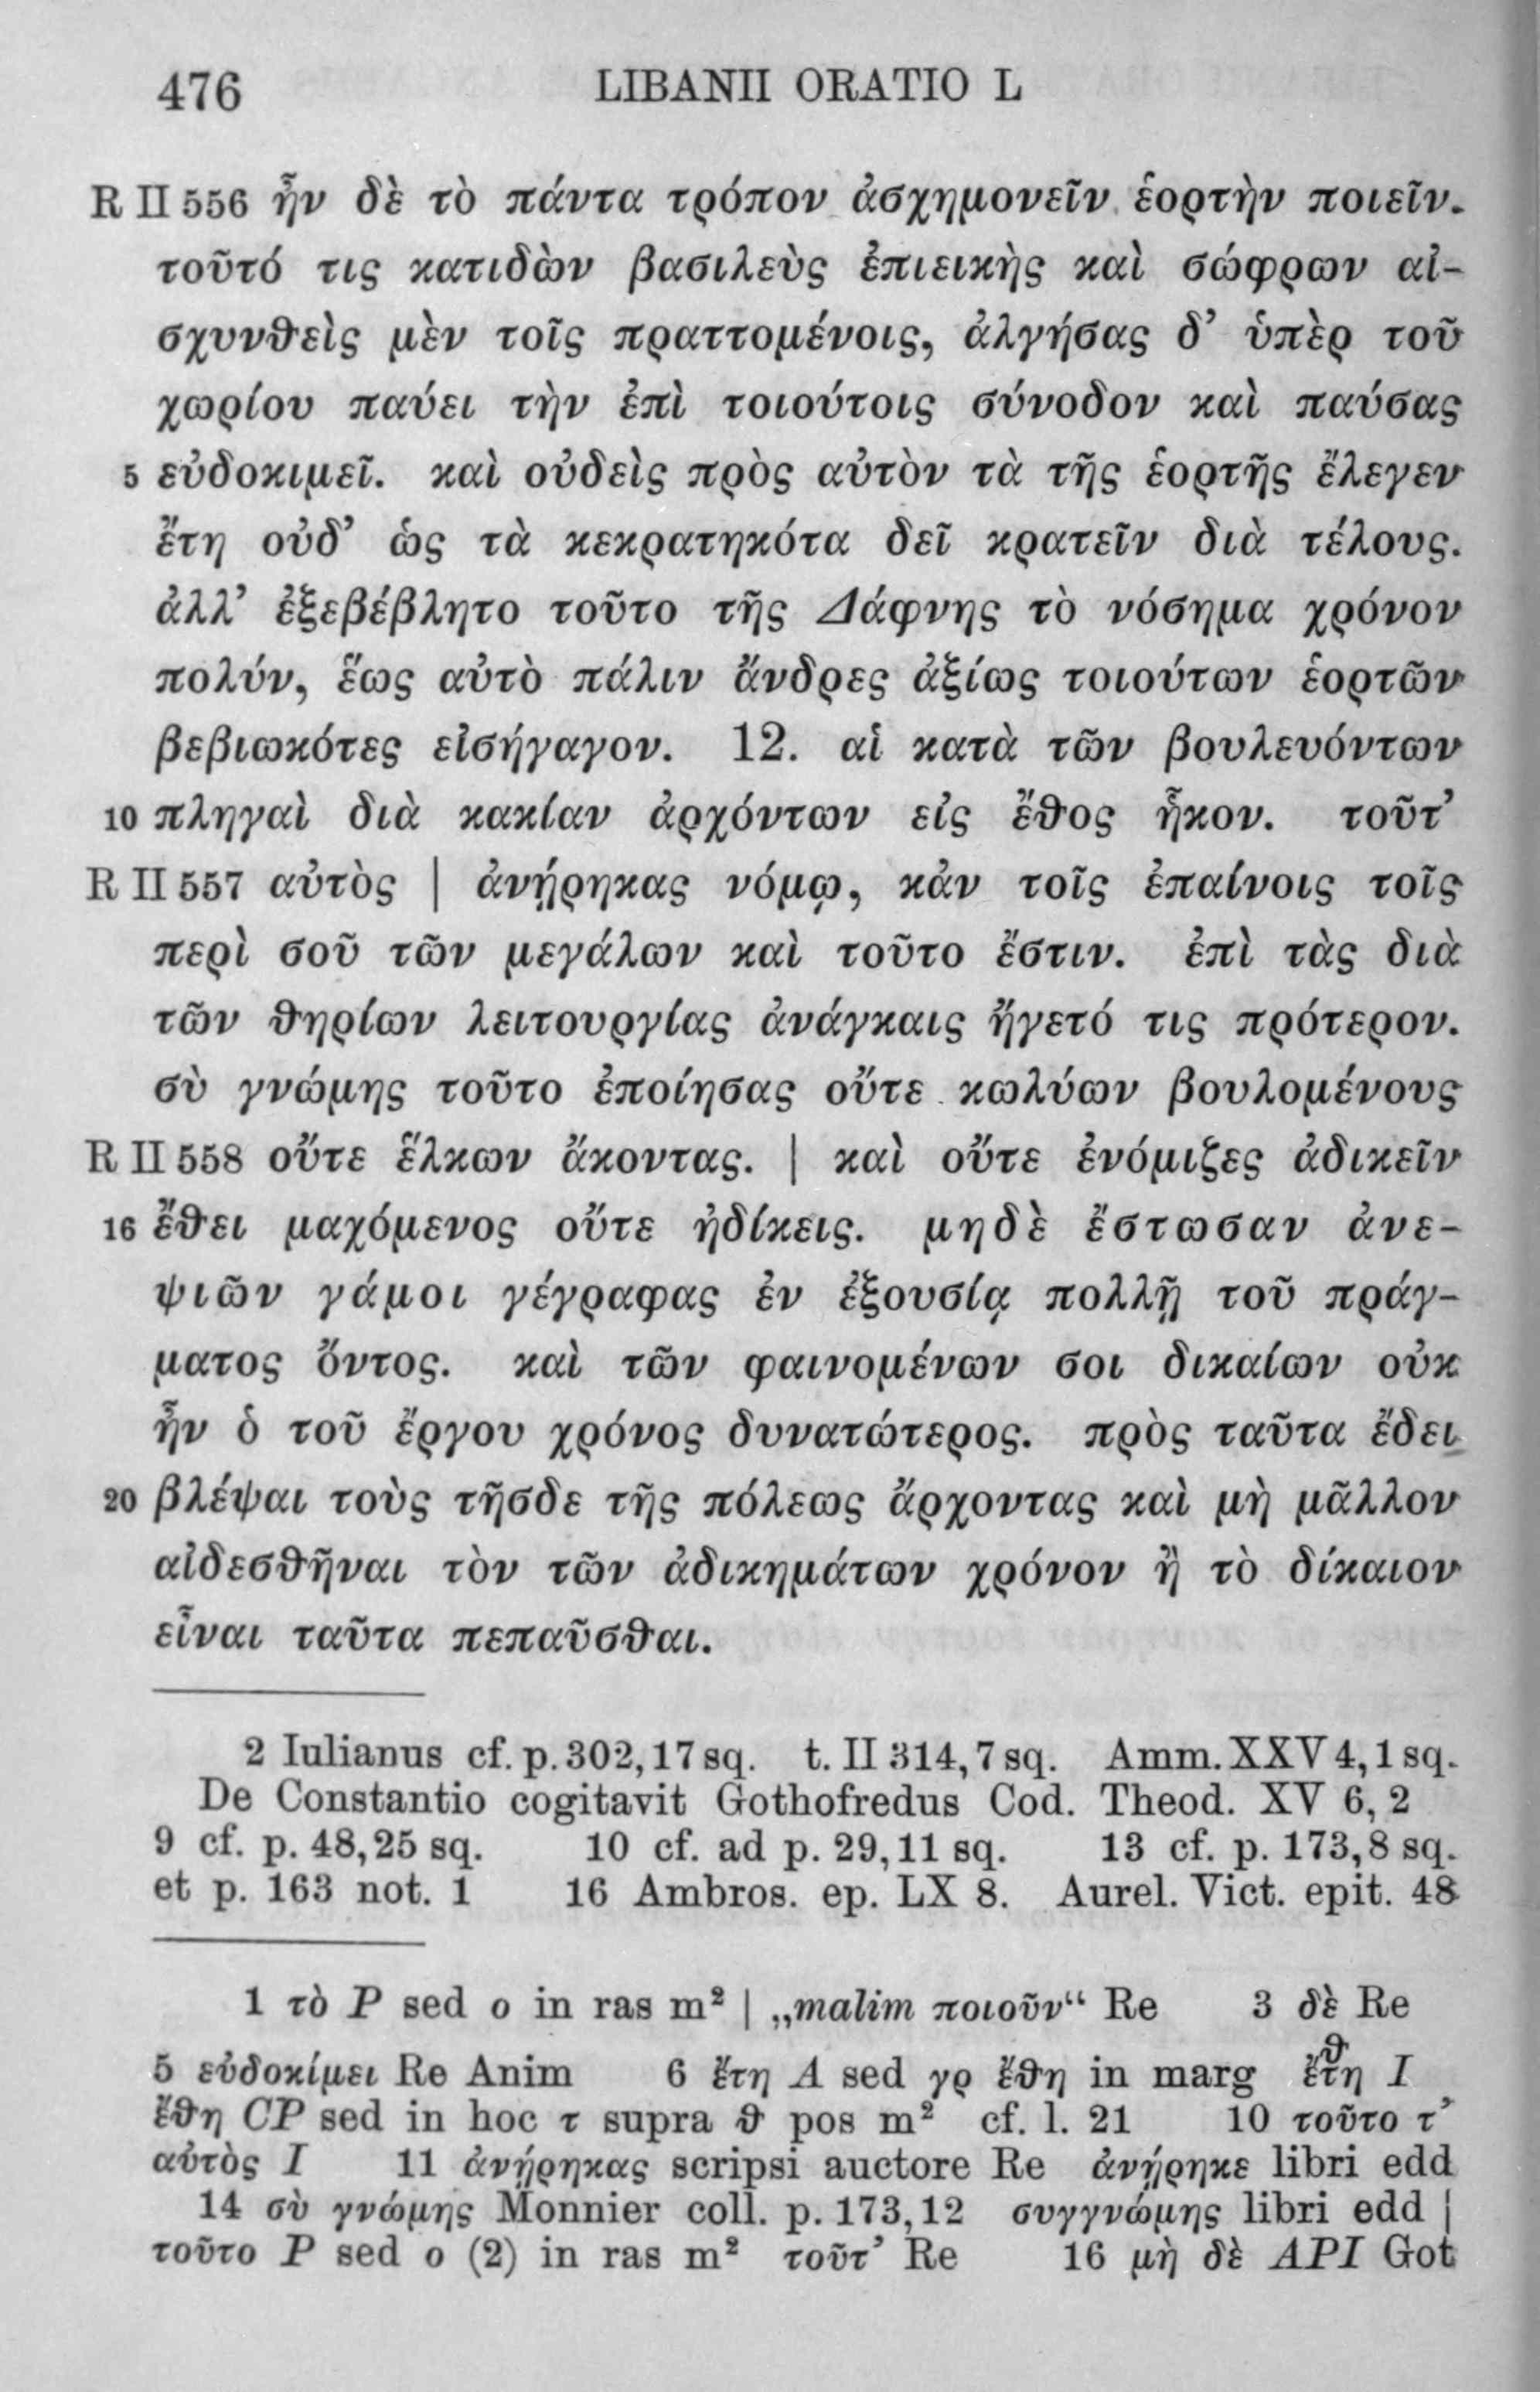 476 LIBANII ORATIO L
R II 556 ἦν δὲ τὸ πάντα τρόπον ἀσχημονεῖν ἑορτὴν ποιεῖν.
τοῦτό τις κατιδὼν βασιλεὺς ἐπιεικὴς καὶ σώφρων αἰ-
σχυνθεὶς μὲν τοῖς πραττομένοις, ἀλγήσας δ’ ὑπὲρ τοῦ
χωρίου παύει τὴν ἐπὶ τοιούτοις σύνοδον καὶ παύσας
5 εὐδοκιμεῖ. καὶ οὐδεὶς πρὸς αὐτὸν τὰ τῆς ἑορτῆς ἔλεγεν
ἔτη οὐδ’ ὡς τὰ κεκρατηκότα δεῖ κρατεῖν διὰ τέλους.
ἀλλ’ ἐξεβέβλητο τοῦτο τῆς Δάφνης τὸ νόσημα χρόνον
πολύν, ἕως αὐτὸ πάλιν ἄνδρες ἀξίως τοιούτων ἑορτῶν
βεβιωκότες εἰσήγαγον. 12. αἱ κατὰ τῶν βουλευόντων
10 πληγαὶ διὰ κακίαν ἀρχόντων εἰς ἔθος ἧκον. τοῦτ’
R II 557 αὐτὸς | ἀνῄρηκας νόμῳ, κἀν τοῖς ἐπαίνοις τοῖς
περὶ σοῦ τῶν μεγάλων καὶ τοῦτο ἔστιν. ἐπὶ τὰς διὰ
τῶν θηρίων λειτουργίας ἀνάγκαις ἤγετό τις πρότερον.
σὺ γνώμης τοῦτο ἐποίησας οὔτε κωλύων βουλομένους
R II 558 οὔτε ἕλκων ἄκοντας. | καὶ οὔτε ἐνόμιζες ἀδικεῖν
16 ἔθει μαχόμενος οὔτε ἠδίκεις. μηδὲ ἔστωσαν ἀνε-
ψιῶν γάμοι γέγραφας ἐν ἐξουσίᾳ πολλῇ τοῦ πράγ-
ματος ὄντος. καὶ τῶν φαινομένων σοι δικαίων οὐκ
ἦν ὁ τοῦ ἔργου χρόνος δυνατώτερος. πρὸς ταῦτα ἔδει
20 βλέψαι τοὺς τῆσδε τῆς πόλεως ἄρχοντας καὶ μὴ μᾶλλον
αἰδεσθῆναι τὸν τῶν ἀδικημάτων χρόνον ἢ τὸ δίκαιον
εἶναι ταῦτα πεπαῦσθαι.
2 Iulianus cf. p. 302, 17 sq. t. II 314, 7 sq. Amm. XXV 4, 1 sq.
De Constantio cogitavit Gothofredus Cod. Theod. XV 6, 2
9 cf. p. 48, 25 sq. 10 cf. ad p. 29, 11 sq. 13 cf. p. 173, 8 sq.
et p. 163 not. 1 16 Ambros. ep. LX 8. Aurel. Vict. epit. 48
1 τὸ P sed o in ras m² | „malim ποιοῦν“ Re 3 δὲ Re
5 εὐδοκίμει Re Anim 6 ἔτη A sed γρ ἔθη in marg ἔτ͑θη I
ἔθη CP sed in hoc τ supra θ pos m² cf. l. 21 10 τοῦτο τ’
αὐτὸς I 11 ἀνῄρηκας scripsi auctore Re ἀνῄρηκε libri edd
14 σὺ γνώμης Monnier coll. p. 173, 12 συγγνώμης libri edd |
τοῦτο P sed o (2) in ras m² τοῦτ’ Re 16 μὴ δὲ API Got